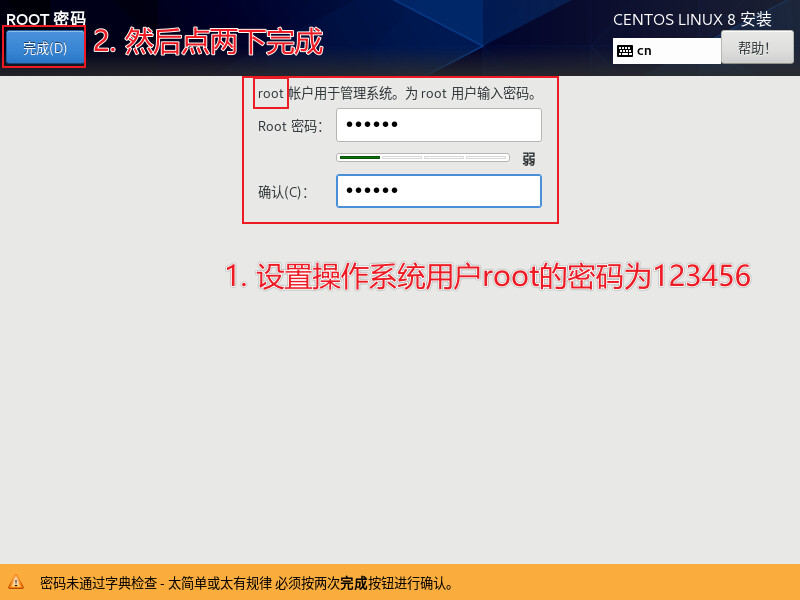 ROOT 密码
CENTOS LINUX 8 安装
完成(D)
2. 然后点两下完成
cn
帮助！
root 帐户用于管理系统。为 root 用户输入密码。
Root 密码：
••••••
弱
确认(C)：
••••••
1. 设置操作系统用户root的密码为123456
密码未通过字典检查 - 太简单或太有规律 必须按两次完成按钮进行确认。